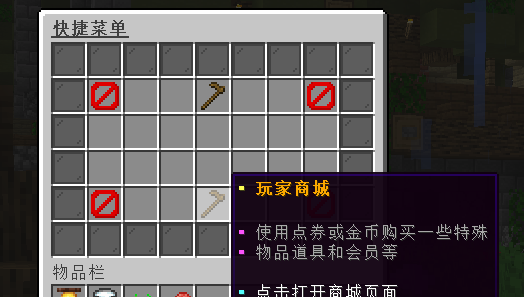 快捷菜单
玩家商城
使用点券或金币购买一些特殊
物品道具和会员等
点击打开商城页面
物品栏